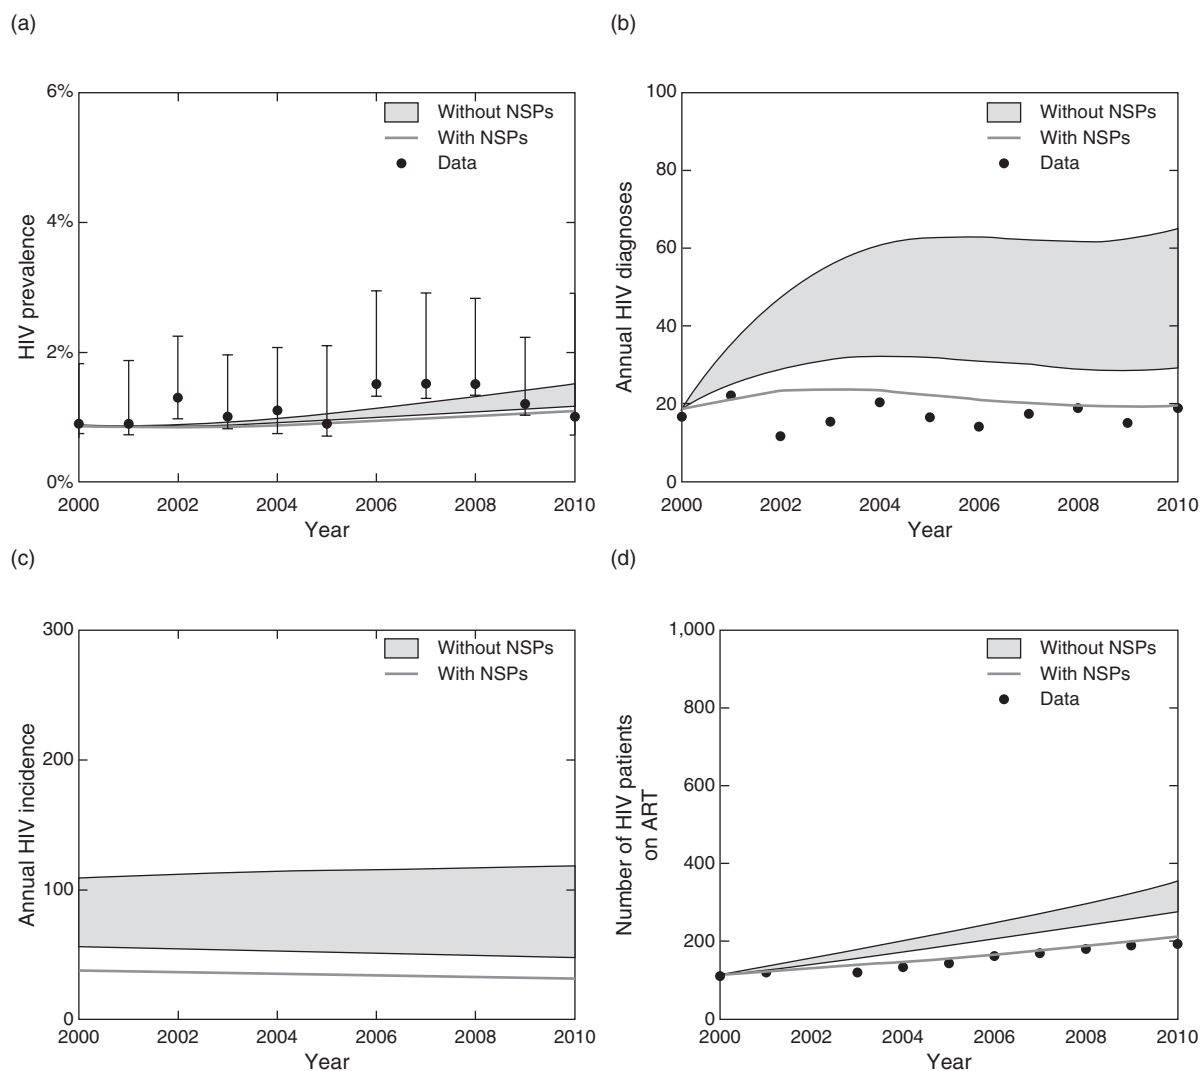 (a)
6%
4%
2%
0%
HIV prevalence
Without NSPs
With NSPs
Data
2000 2002 2004 2006 2008 2010
Year
(b)
100
80
60
40
20
0
Annual HIV diagnoses
Without NSPs
With NSPs
Data
2000 2002 2004 2006 2008 2010
Year
(c)
300
200
100
0
Annual HIV incidence
Without NSPs
With NSPs
2000 2002 2004 2006 2008 2010
Year
(d)
1,000
800
600
400
200
0
Number of HIV patients
on ART
Without NSPs
With NSPs
Data
2000 2002 2004 2006 2008 2010
Year